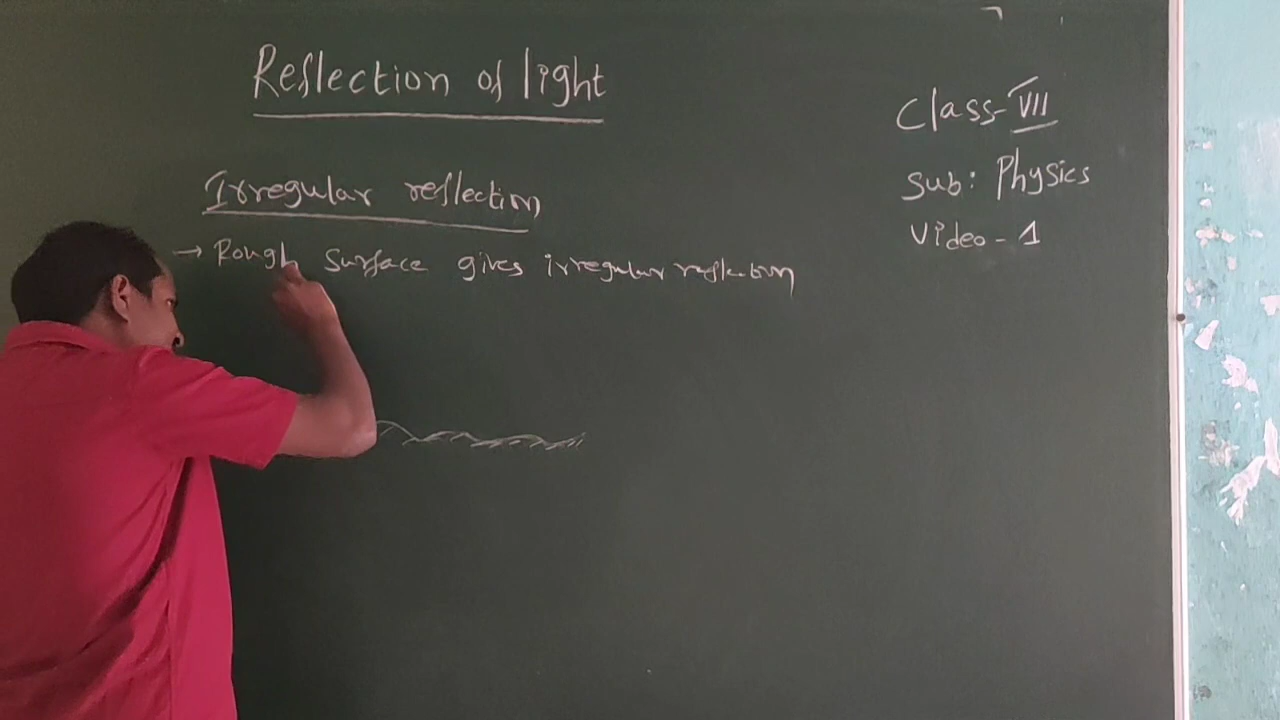 Reflection of light
Class-VII
Sub: Physics
Video-1
Irregular reflection
→ Rough surface gives irregular reflection